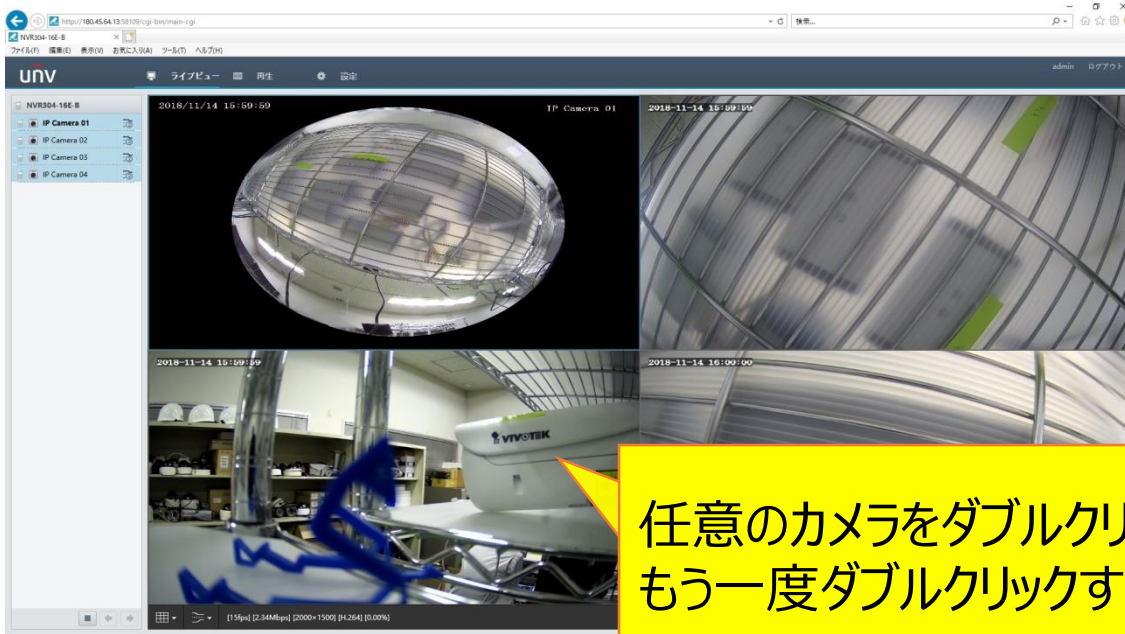 http://180.45.64.13:58109/cgi-bin/main-cgi
検索...
NVR304-16E-B
ファイル(F) 編集(E) 表示(V) お気に入り(A) ツール(T) ヘルプ(H)
unv
ライブビュー 再生 設定
admin ログアウト
NVR304-16E-B
IP Camera 01
IP Camera 02
IP Camera 03
IP Camera 04
2018/11/14 15:59:59
IP Camera 01
2018-11-14 15:59:59
2018-11-14 15:59:59
2018-11-14 16:00:00
VIVOTEK
任意のカメラをダブルクリ
もう一度ダブルクリックす
[15fps] [2.34Mbps] [2000×1500] [H.264] [0.00%]